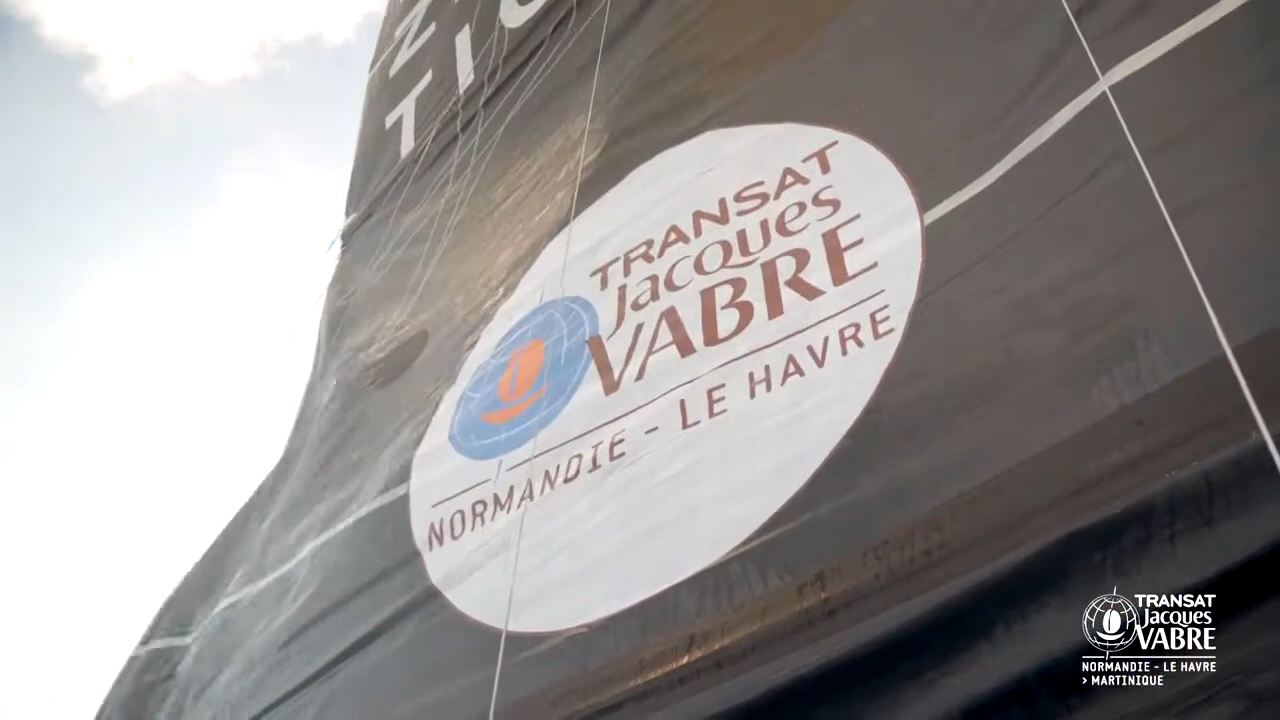 TRANSAT
Jacques
VABRE
NORMANDIE - LE HAVRE
TRANSAT
Jacques
VABRE
NORMANDIE - LE HAVRE
> MARTINIQUE